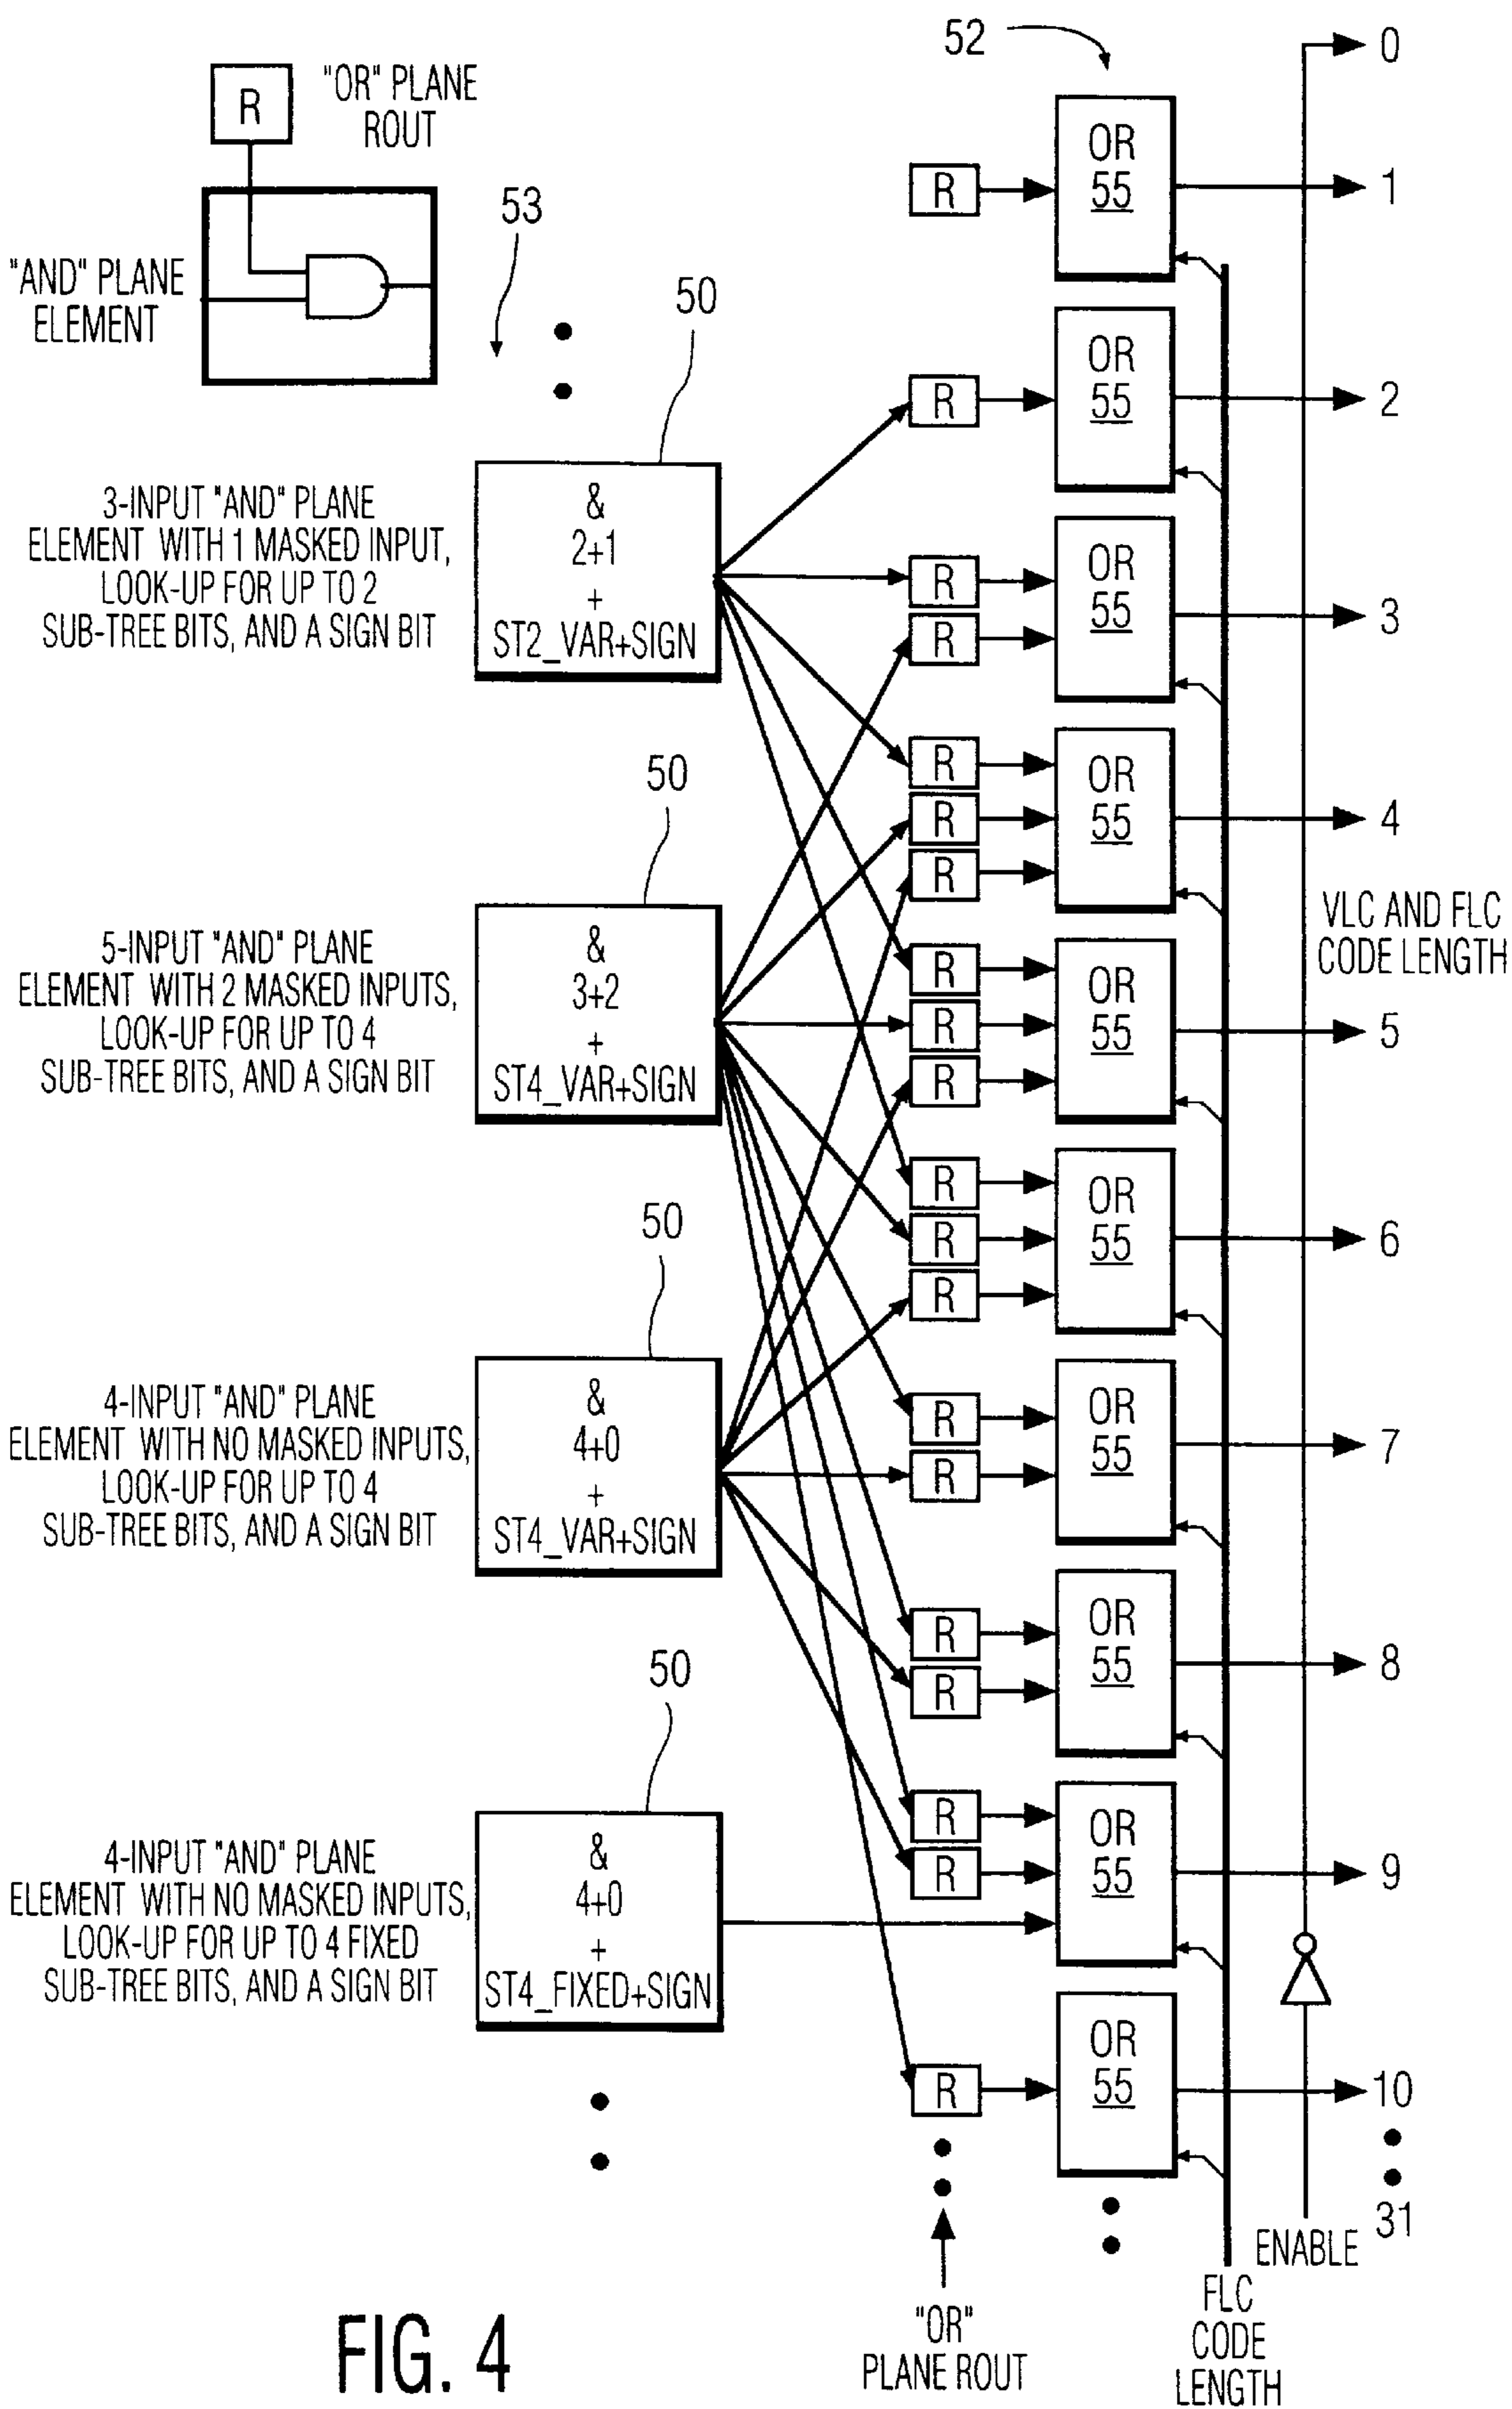 52
0
R
"OR" PLANE
ROUT
OR
55
R
1
53
"AND" PLANE
ELEMENT
50
OR
55
R
2
3-INPUT "AND" PLANE
ELEMENT WITH 1 MASKED INPUT,
LOOK-UP FOR UP TO 2
SUB-TREE BITS, AND A SIGN BIT
&
2+1
+
ST2_VAR+SIGN
R
R
OR
55
3
50
R
R
R
OR
55
4
VLC AND FLC
CODE LENGTH
5-INPUT "AND" PLANE
ELEMENT WITH 2 MASKED INPUTS,
LOOK-UP FOR UP TO 4
SUB-TREE BITS, AND A SIGN BIT
&
3+2
+
ST4_VAR+SIGN
R
R
R
OR
55
5
50
R
R
R
OR
55
6
4-INPUT "AND" PLANE
ELEMENT WITH NO MASKED INPUTS,
LOOK-UP FOR UP TO 4
SUB-TREE BITS, AND A SIGN BIT
&
4+0
+
ST4_VAR+SIGN
R
R
OR
55
7
50
R
R
OR
55
8
4-INPUT "AND" PLANE
ELEMENT WITH NO MASKED INPUTS,
LOOK-UP FOR UP TO 4 FIXED
SUB-TREE BITS, AND A SIGN BIT
&
4+0
+
ST4_FIXED+SIGN
R
R
OR
55
9
R
OR
55
10
31
ENABLE
FLC
CODE
LENGTH
"OR"
PLANE ROUT
FIG. 4